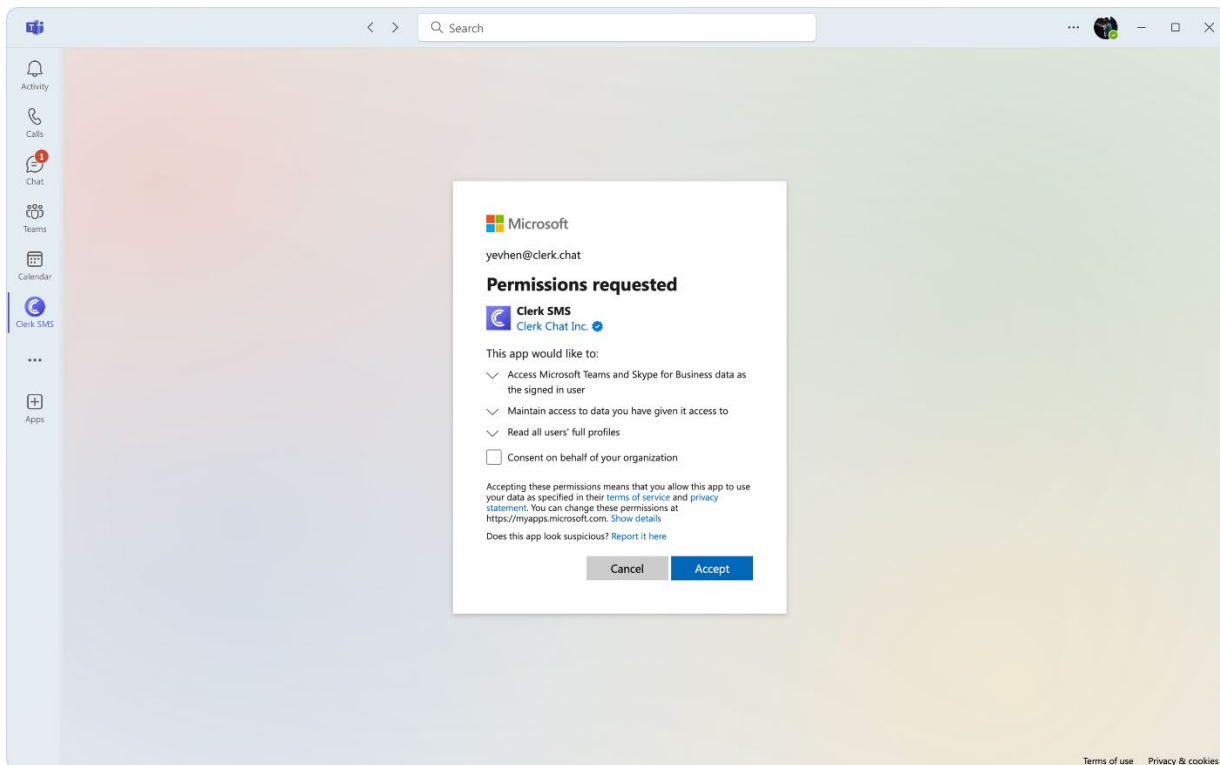 Search
Activity
Calls
1
Chat
Teams
Calendar
Clerk SMS
Apps
Microsoft
yevhen@clerk.chat
Permissions requested
Clerk SMS
Clerk Chat Inc.
This app would like to:
Access Microsoft Teams and Skype for Business data as
the signed in user
Maintain access to data you have given it access to
Read all users' full profiles
Consent on behalf of your organization
Accepting these permissions means that you allow this app to use
your data as specified in their terms of service and privacy
statement. You can change these permissions at
https://myapps.microsoft.com. Show details
Does this app look suspicious? Report it here
Cancel
Accept
Terms of use
Privacy & cookies